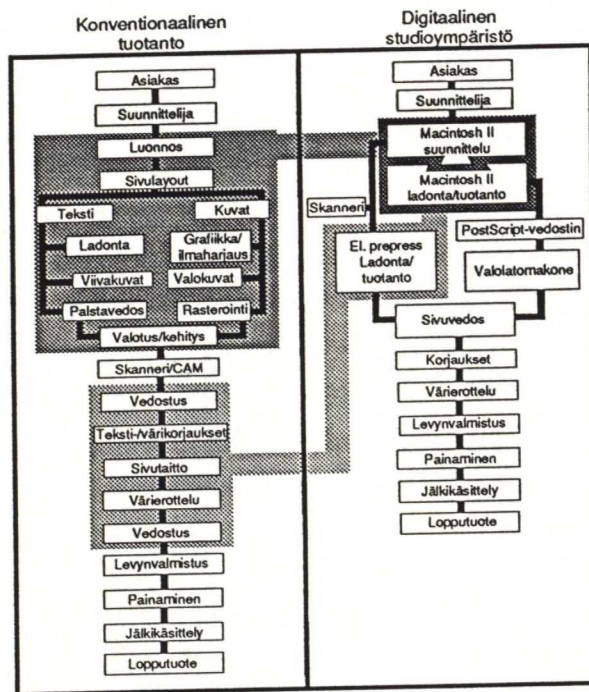 Konventionaalinen
tuotanto
Asiakas
Suunnittelija
Luonnos
Sivulayout
Teksti
Kuvat
Ladonta
Grafiikka/
ilmaharjaus
Viivakuvat
Valokuvat
Palstavedos
Rasterointi
Valotus/kehitys
Skanneri/CAM
Vedostus
Teksti-/värikorjaukset
Sivutaitto
Värierottelu
Vedostus
Levynvalmistus
Painaminen
Jälkikäsittely
Lopputuote
Digitaalinen
studioympäristö
Asiakas
Suunnittelija
Macintosh II
suunnittelu
Macintosh II
ladonta/tuotanto
Skanneri
El. prepress
Ladonta/
tuotanto
PostScript-vedostin
Valolatomakone
Sivuvedos
Korjaukset
Värierottelu
Levynvalmistus
Painaminen
Jälkikäsittely
Lopputuote